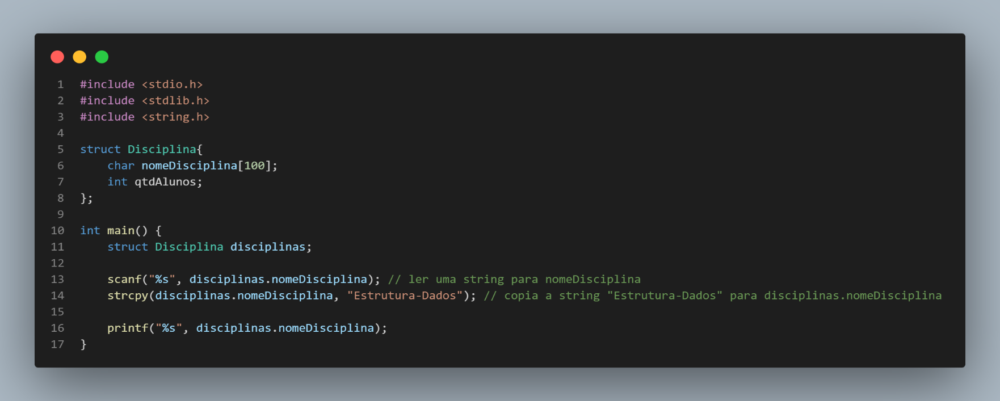 1 #include <stdio.h>
2 #include <stdlib.h>
3 #include <string.h>
4
5 struct Disciplina{
6     char nomeDisciplina[100];
7     int qtdAlunos;
8 };
9
10 int main() {
11     struct Disciplina disciplinas;
12
13     scanf("%s", disciplinas.nomeDisciplina); // ler uma string para nomeDisciplina
14     strcpy(disciplinas.nomeDisciplina, "Estrutura-Dados"); // copia a string "Estrutura-Dados" para disciplinas.nomeDisciplina
15
16     printf("%s", disciplinas.nomeDisciplina);
17 }